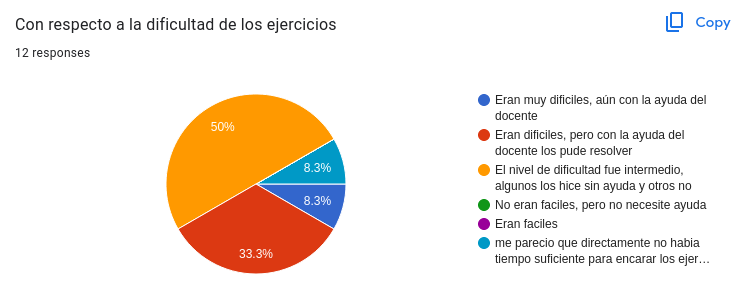 Con respecto a la dificultad de los ejercicios
Copy
12 responses
50%
8.3%
8.3%
33.3%
Eran muy dificiles, aún con la ayuda del
docente
Eran dificiles, pero con la ayuda del
docente los pude resolver
El nivel de dificultad fue intermedio,
algunos los hice sin ayuda y otros no
No eran faciles, pero no necesite ayuda
Eran faciles
me parecio que directamente no habia
tiempo suficiente para encarar los ejer…